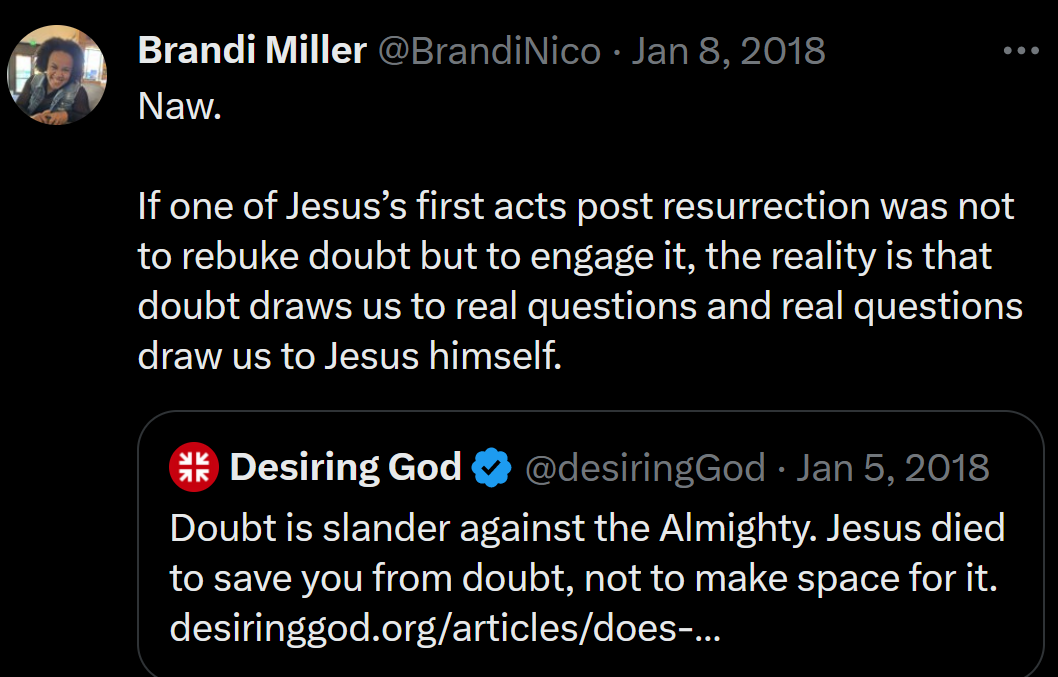 Brandi Miller @BrandiNico · Jan 8, 2018
Naw.
If one of Jesus’s first acts post resurrection was not
to rebuke doubt but to engage it, the reality is that
doubt draws us to real questions and real questions
draw us to Jesus himself.
Desiring God @desiringGod · Jan 5, 2018
Doubt is slander against the Almighty. Jesus died
to save you from doubt, not to make space for it.
desiringgod.org/articles/does-...